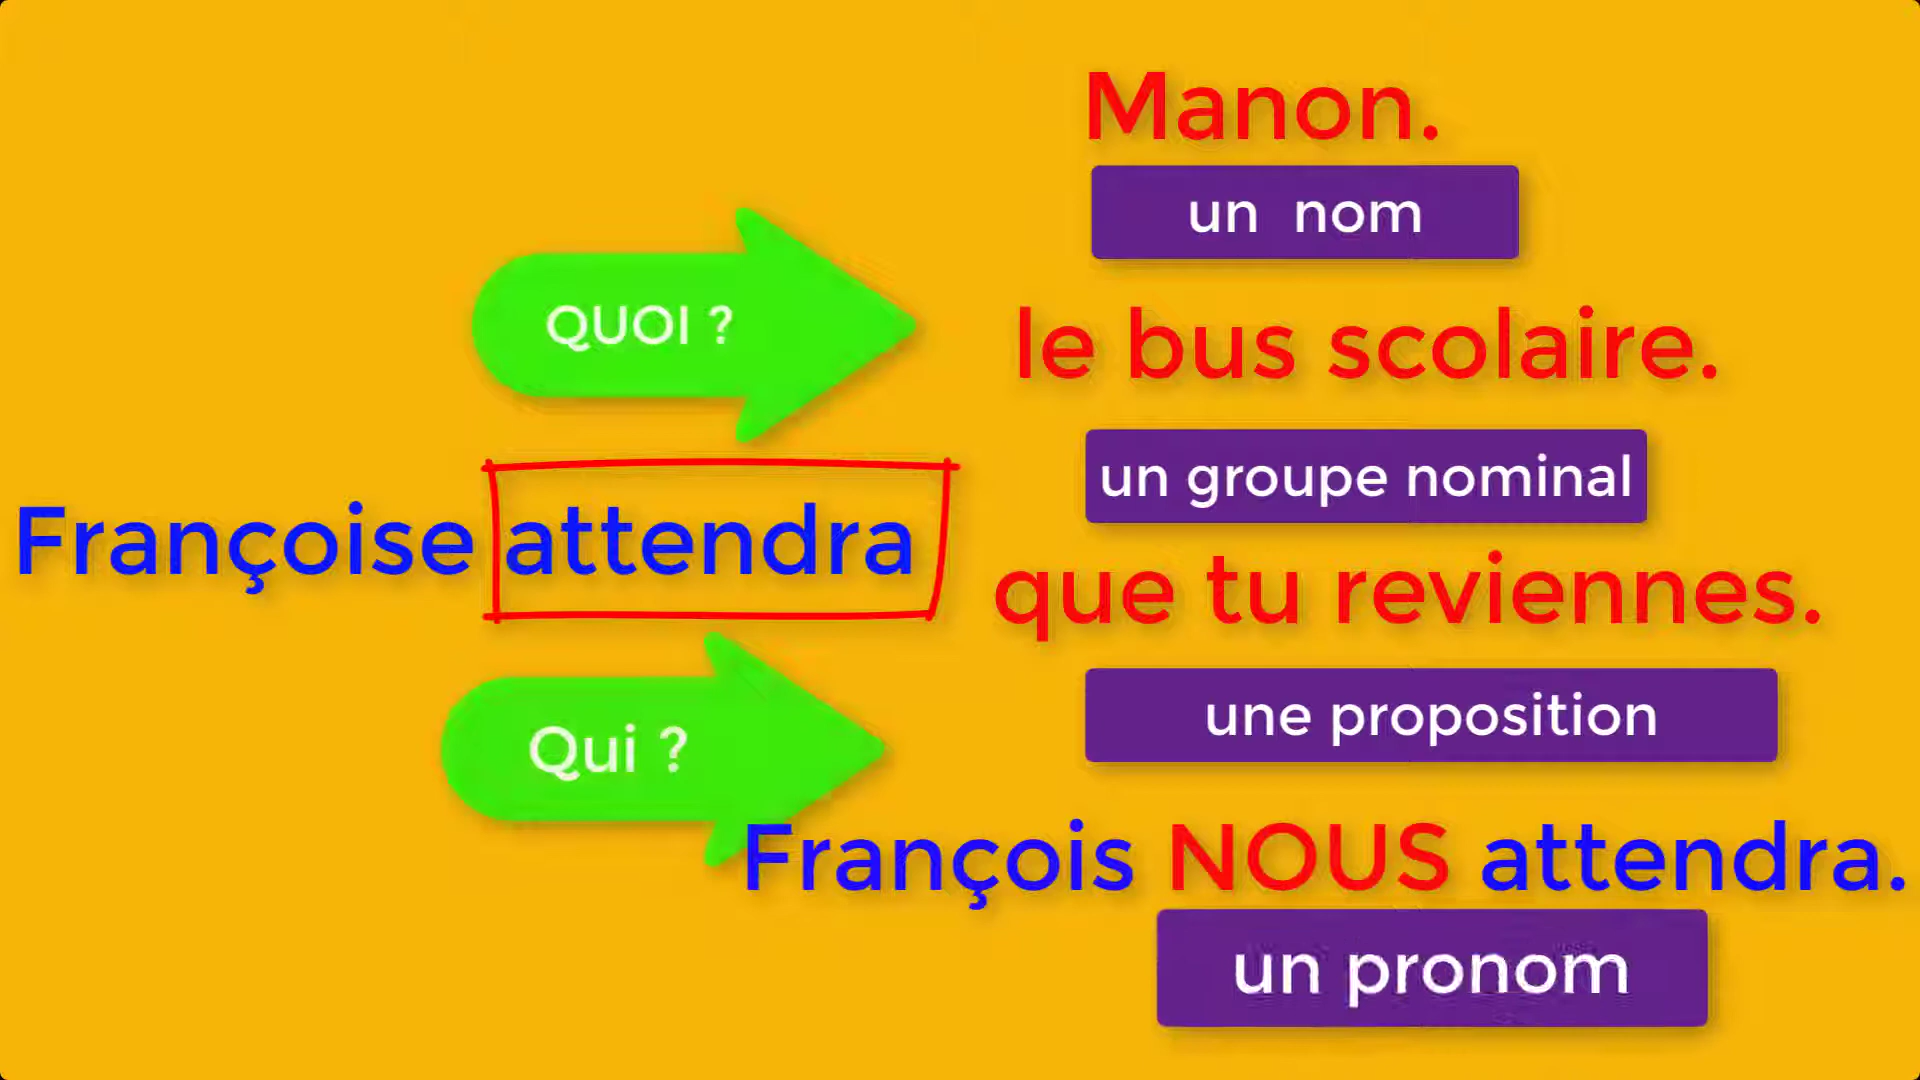 Manon.
un nom
QUOI ?
le bus scolaire.
un groupe nominal
Françoise attendra
que tu reviennes.
Qui ?
une proposition
François NOUS attendra.
un pronom